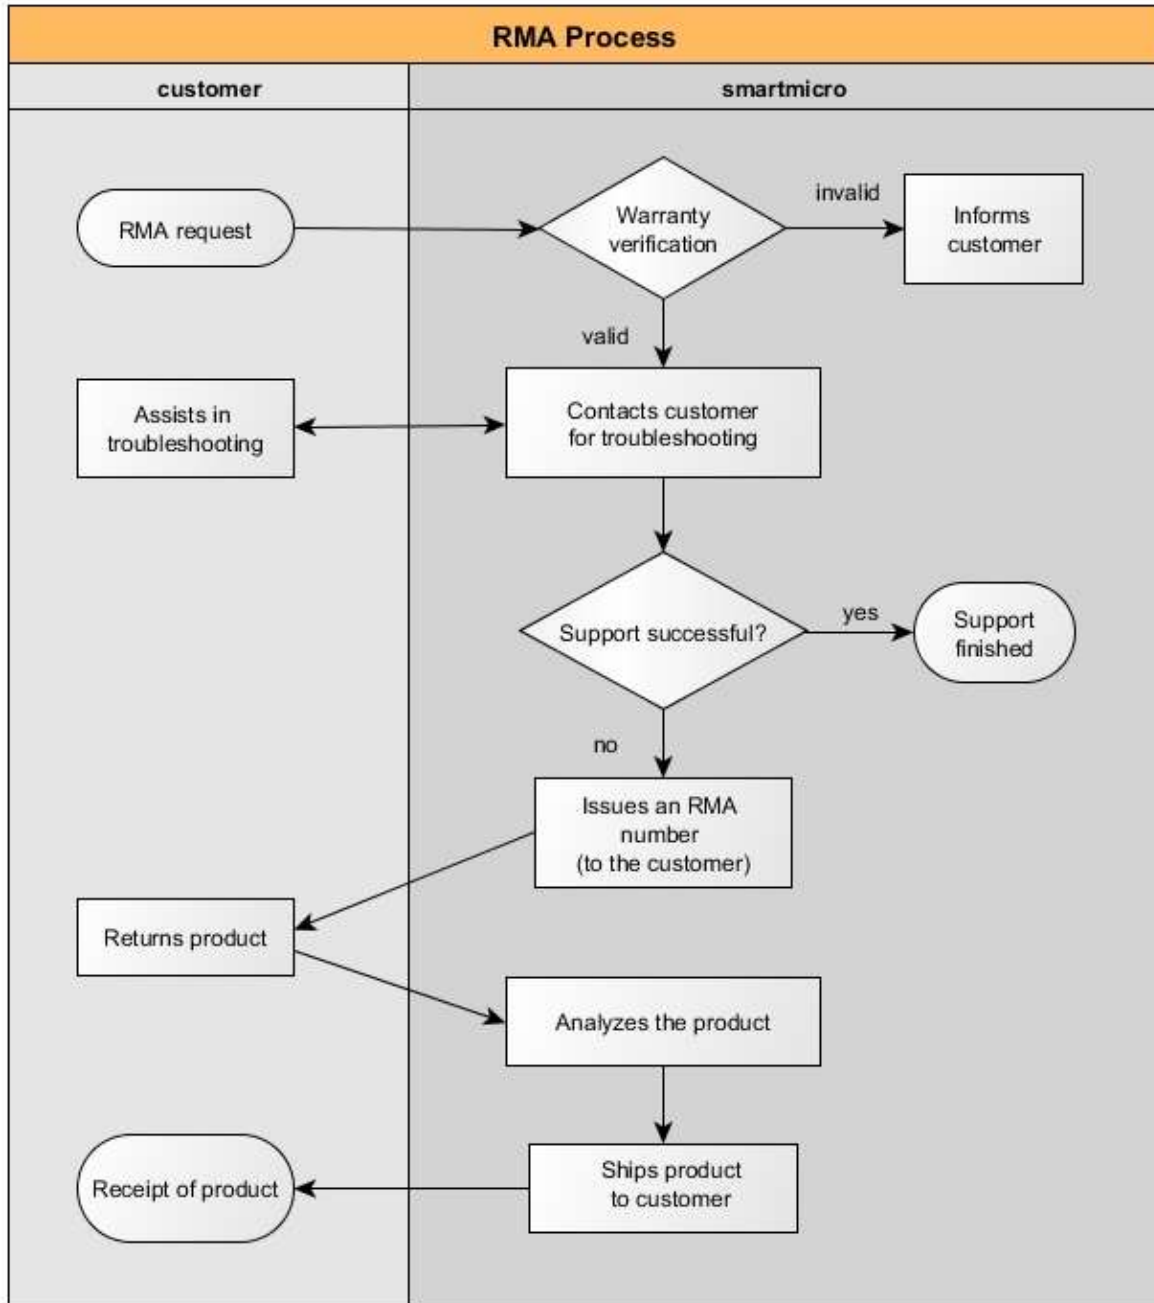 RMA Process
customer
smartmicro
RMA request
Warranty
verification
invalid
Informs
customer
valid
Assists in
troubleshooting
Contacts customer
for troubleshooting
Support successful?
yes
Support
finished
no
Issues an RMA
number
(to the customer)
Returns product
Analyzes the product
Receipt of product
Ships product
to customer